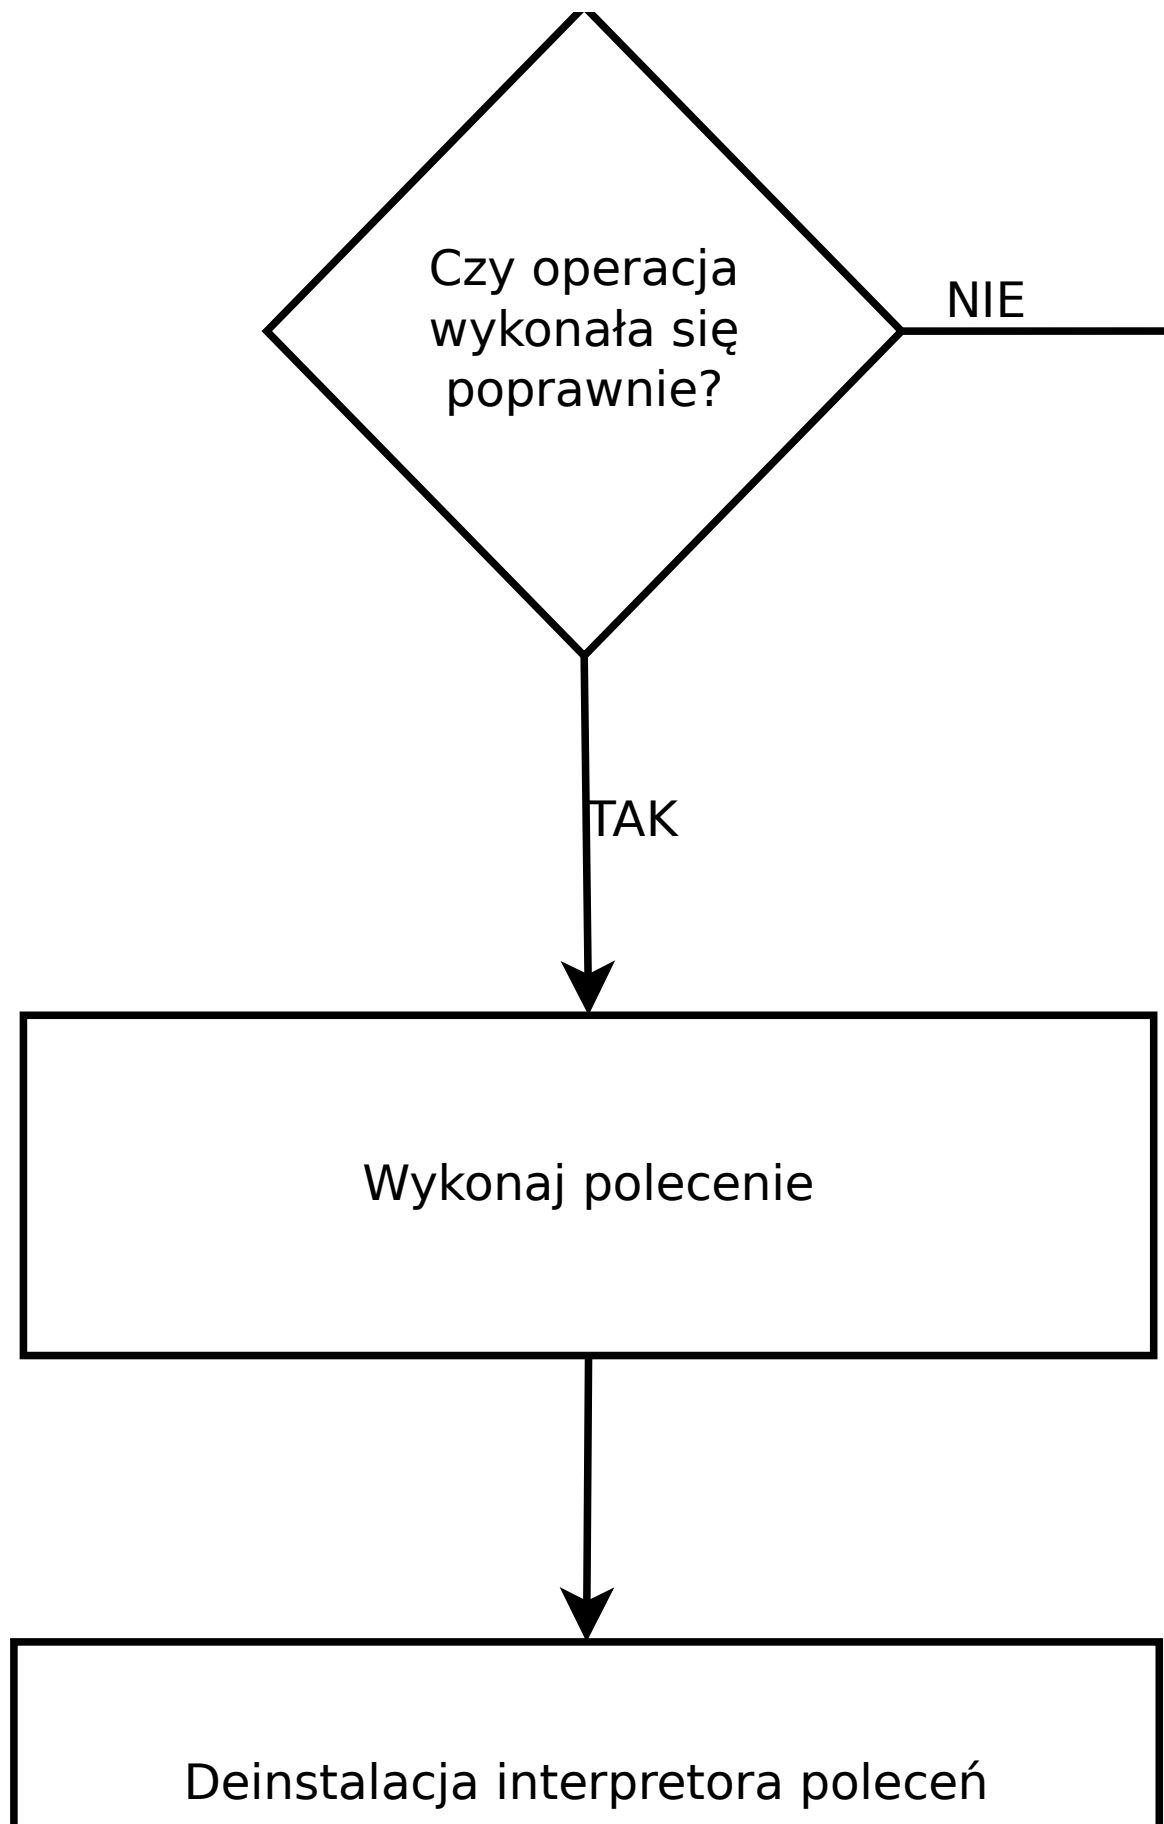 Czy operacja
wykonała się
poprawnie?
NIE
TAK
Wykonaj polecenie
Deinstalacja interpretora poleceń